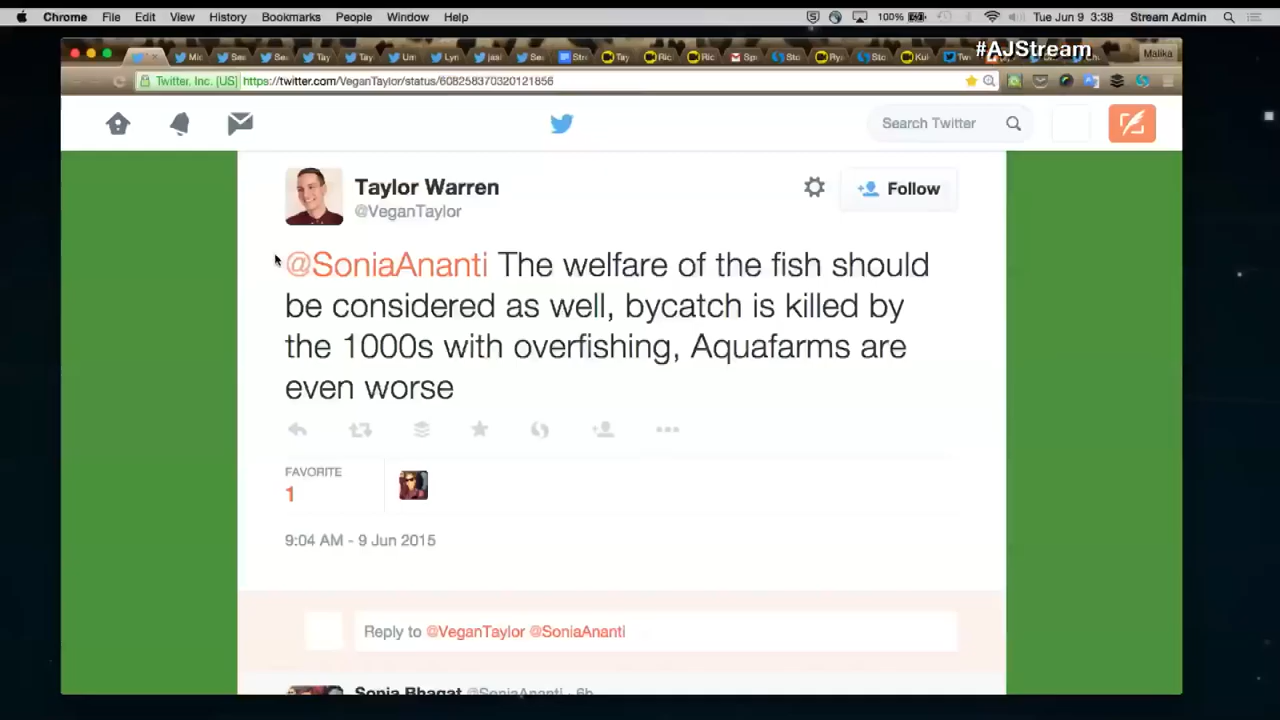 Chrome File Edit View History Bookmarks People Window Help 100% Tue Jun 9 3:38 Stream Admin
#AJStream
Malika
Twitter, Inc. [US] https://twitter.com/VeganTaylor/status/608258370320121856
Search Twitter
Taylor Warren
@VeganTaylor
Follow
@SoniaAnanti The welfare of the fish should
be considered as well, bycatch is killed by
the 1000s with overfishing, Aquafarms are
even worse
FAVORITE
1
9:04 AM - 9 Jun 2015
Reply to @VeganTaylor @SoniaAnanti
Sonia Bhagat @SoniaAnanti · 6h